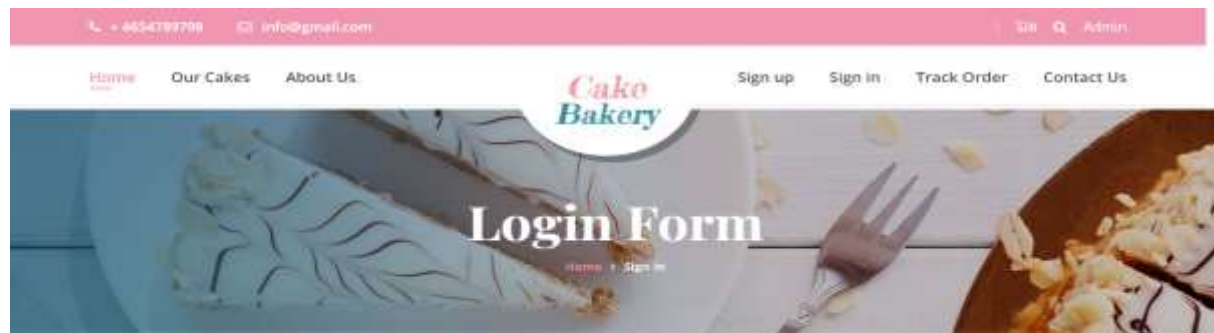 + 4654789798 info@gmail.com Admin
Home Our Cakes About Us Cake Bakery Sign up Sign in Track Order Contact Us
Login Form
Home Sign in